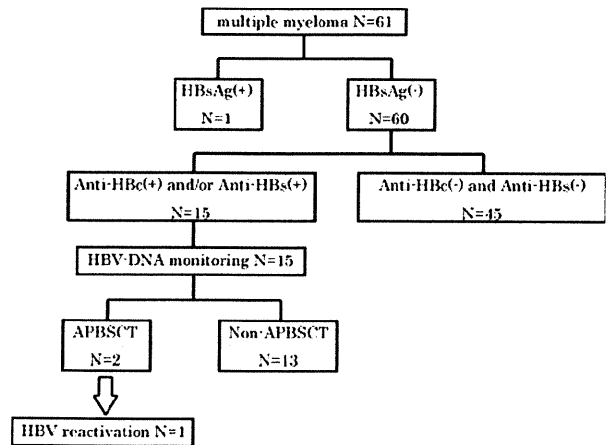 multiple myeloma N=61
HBsAg(+)
N=1
HBsAg(-)
N=60
Anti-HBc(+) and/or Anti-HBs(+)
N=15
Anti-HBc(-) and Anti-HBs(-)
N=45
HBV-DNA monitoring N=15
APBSCT
N=2
Non-APBSCT
N=13
HBV reactivation N=1